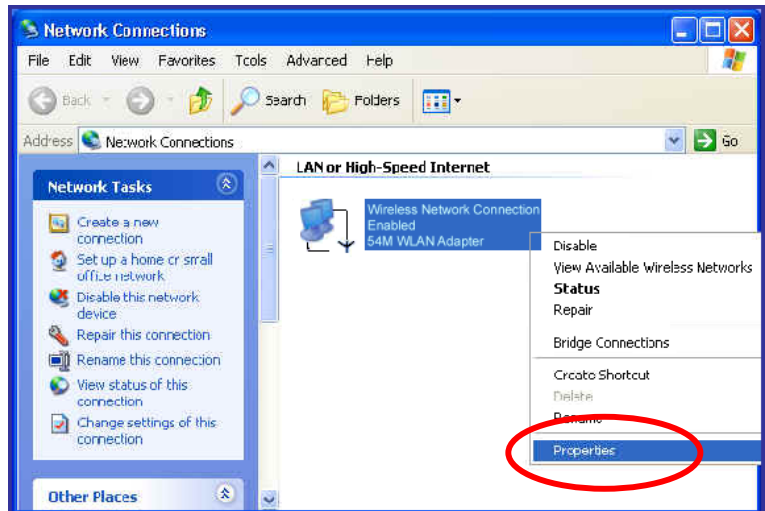 Network Connections
File Edit View Favorites Tools Advanced Help
Back Search Folders
Address Network Connections Go
Network Tasks
Create a new
connection
Set up a home or small
office network
Disable this network
device
Repair this connection
Rename this connection
View status of this
connection
Change settings of this
connection
Other Places
LAN or High-Speed Internet
Wireless Network Connection
Enabled
54M WLAN Adapter
Disable
View Available Wireless Networks
Status
Repair
Bridge Connections
Create Shortcut
Delete
Rename
Properties